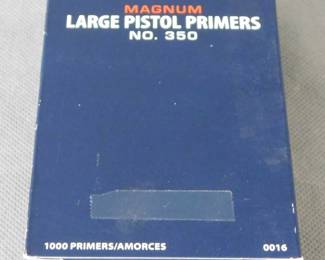 MAGNUM
LARGE PISTOL PRIMERS
NO. 350
1000 PRIMERS/AMORCES 0016